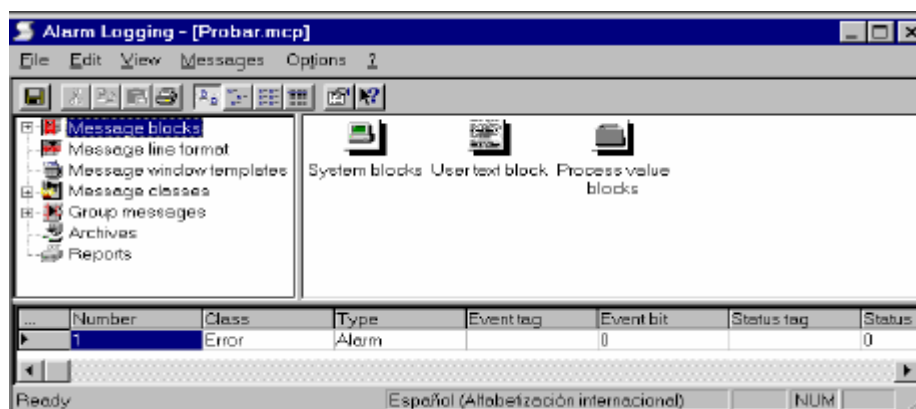 Alarm Logging - [Probar.mcp]
File Edit View Messages Options ?
Message blocks
Message line format
Message window templates
Message classes
Group messages
Archives
Reports
System blocks User text block Process value
blocks
... Number Class Type Event tag Event bit Status tag Status
1 Error Alarm 0 0
Ready Español (Alfabetización internacional) NUM